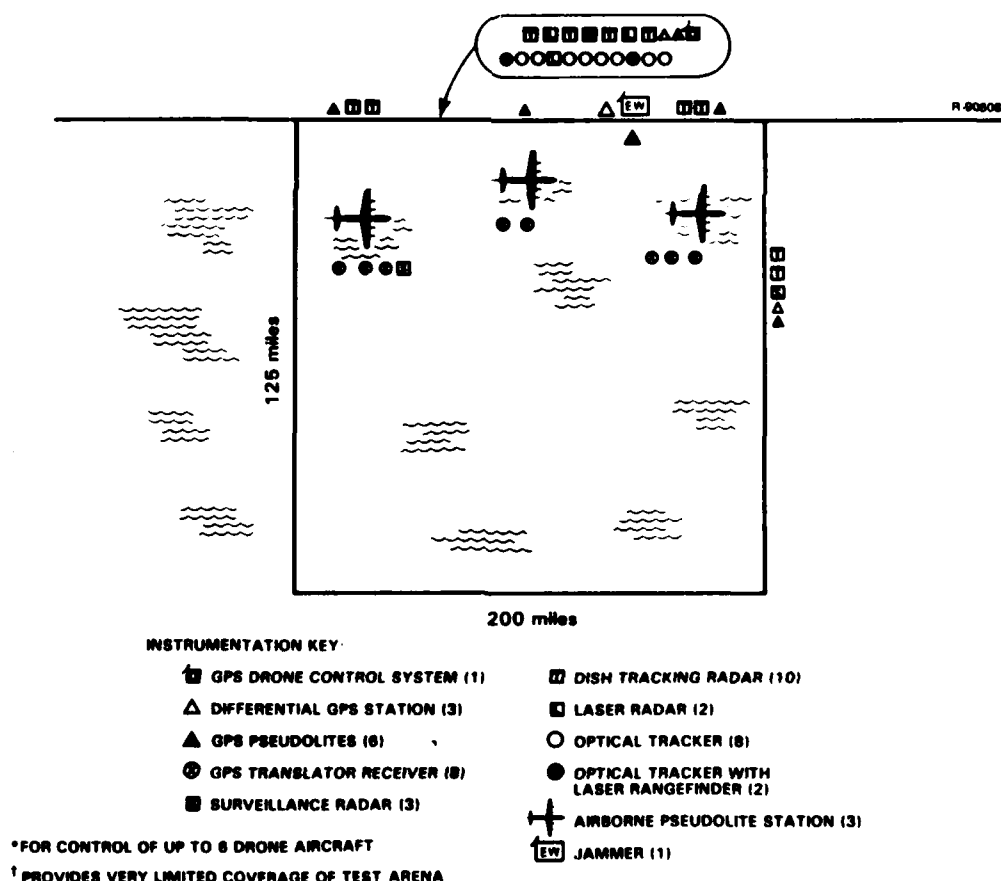 EW
R-90808
125 miles
200 miles
INSTRUMENTATION KEY
GPS DRONE CONTROL SYSTEM (1)
DIFFERENTIAL GPS STATION (3)
GPS PSEUDOLITES (6)
GPS TRANSLATOR RECEIVER (8)
SURVEILLANCE RADAR (3)
DISH TRACKING RADAR (10)
LASER RADAR (2)
OPTICAL TRACKER (8)
OPTICAL TRACKER WITH
LASER RANGEFINDER (2)
AIRBORNE PSEUDOLITE STATION (3)
EW JAMMER (1)
*FOR CONTROL OF UP TO 6 DRONE AIRCRAFT
† PROVIDES VERY LIMITED COVERAGE OF TEST ARENA